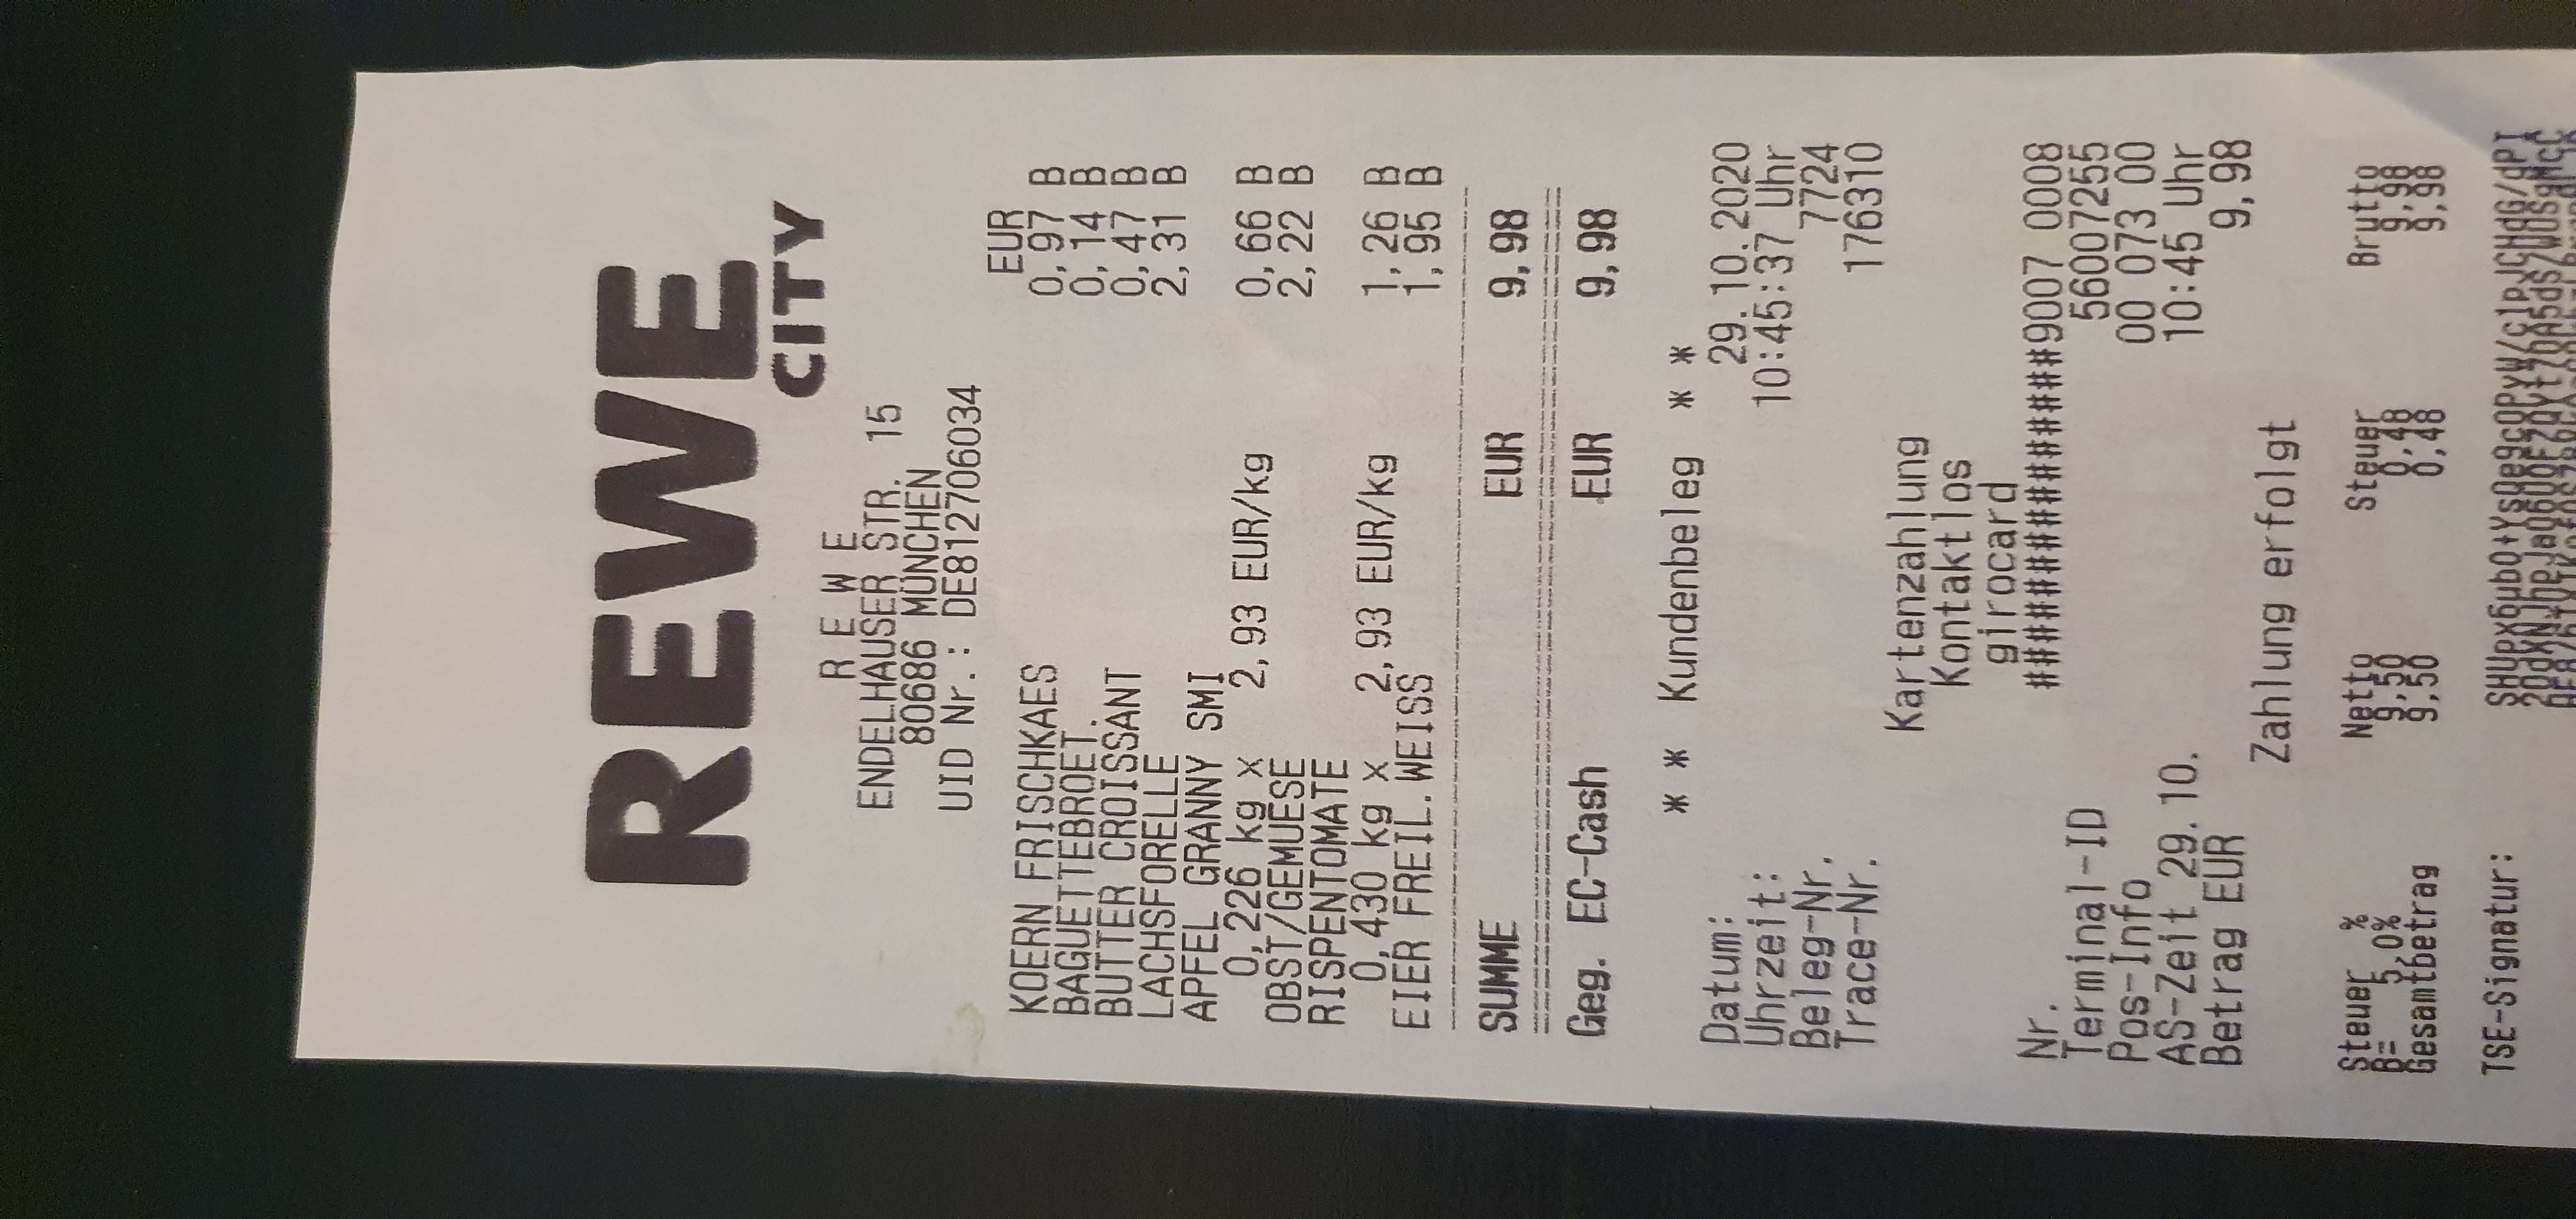 REWE
CITY
R E W E
ENDELHAUSER STR. 15
80686 MÜNCHEN
UID Nr.: DE812706034
EUR
KOERN FRISCHKAES 0,97 B
BAGUETTEBROET. 0,14 B
BUTTER CROISSANT 0,47 B
LACHSFORELLE 2,31 B
APFEL GRANNY SMI
0,226 kg x 2,93 EUR/kg 0,66 B
OBST/GEMUESE 2,22 B
RISPENTOMATE
0,430 kg x 2,93 EUR/kg 1,26 B
EIER FREIL.WEISS 1,95 B
SUMME EUR 9,98
Geg. EC-Cash EUR 9,98
* * Kundenbeleg * *
Datum: 29.10.2020
Uhrzeit: 10:45:37 Uhr
Beleg-Nr. 7724
Trace-Nr. 176310
Kartenzahlung
Kontaktlos
girocard
Nr. ###############9007 0008
Terminal-ID 56007255
Pos-Info 00 073 00
AS-Zeit 29.10. 10:45 Uhr
Betrag EUR 9,98
Zahlung erfolgt
Steuer % Netto Steuer Brutto
B= 5,0% 9,50 0,48 9,98
Gesamtbetrag 9,50 0,48 9,98
TSE-Signatur: